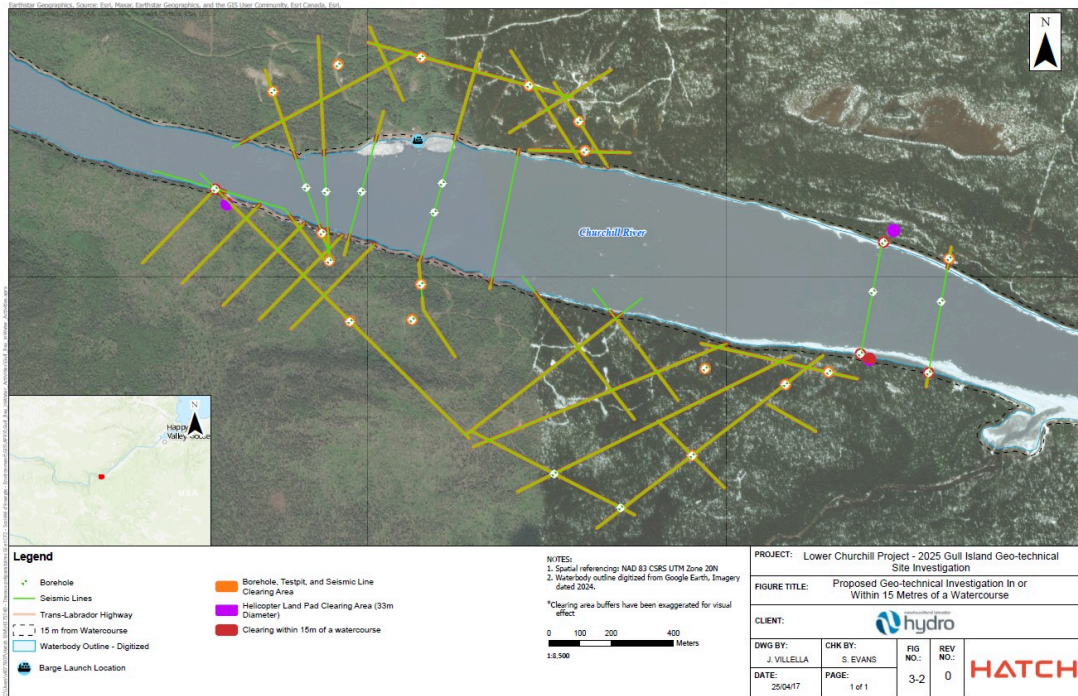 Earthstar Geographics, Source: Esri, Maxar, Earthstar Geographics, and the GIS User Community, Esri Canada, Esri,
N
Churchill River
N
Happy
Legend
Borehole
Seismic Lines
Trans-Labrador Highway
15 m from Watercourse
Waterbody Outline - Digitized
Barge Launch Location
Borehole, Testpit, and Seismic Line
Clearing Area
Helicopter Land Pad Clearing Area (33m
Diameter)
Clearing within 15m of a watercourse
NOTES:
1. Spatial referencing: NAD 83 CSRS UTM Zone 20N
2. Waterbody outline digitized from Google Earth, Imagery
dated 2024.
*Clearing area buffers have been exaggerated for visual
effect
0 100 200 400
Meters
1:8,500
PROJECT: Lower Churchill Project - 2025 Gull Island Geo-technical
Site Investigation
FIGURE TITLE: Proposed Geo-technical Investigation In or
Within 15 Metres of a Watercourse
CLIENT:
newfoundland labrador
hydro
DWG BY: CHK BY: FIG NO.: REV NO.:
J. VILLELLA S. EVANS
DATE: PAGE: 3-2 0
25/04/17 1 of 1
HATCH